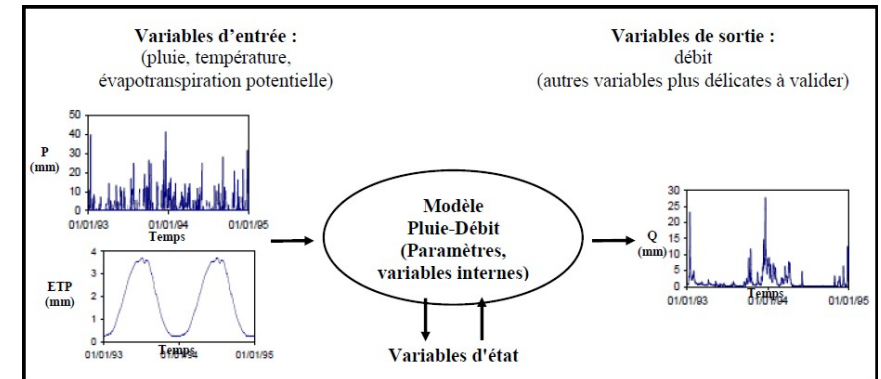 Variables d'entrée :
(pluie, température,
évapotranspiration potentielle)
Variables de sortie :
débit
(autres variables plus délicates à valider)
50
40
30
20
10
0
P
(mm)
01/01/93 01/01/94 01/01/95
Temps
4
3
2
1
0
ETP
(mm)
01/01/93 01/01/94 01/01/95
Temps
Modèle
Pluie-Débit
(Paramètres,
variables internes)
Variables d'état
30
25
20
15
10
5
0
Q
(mm)
01/01/93 01/01/94 01/01/95
Temps